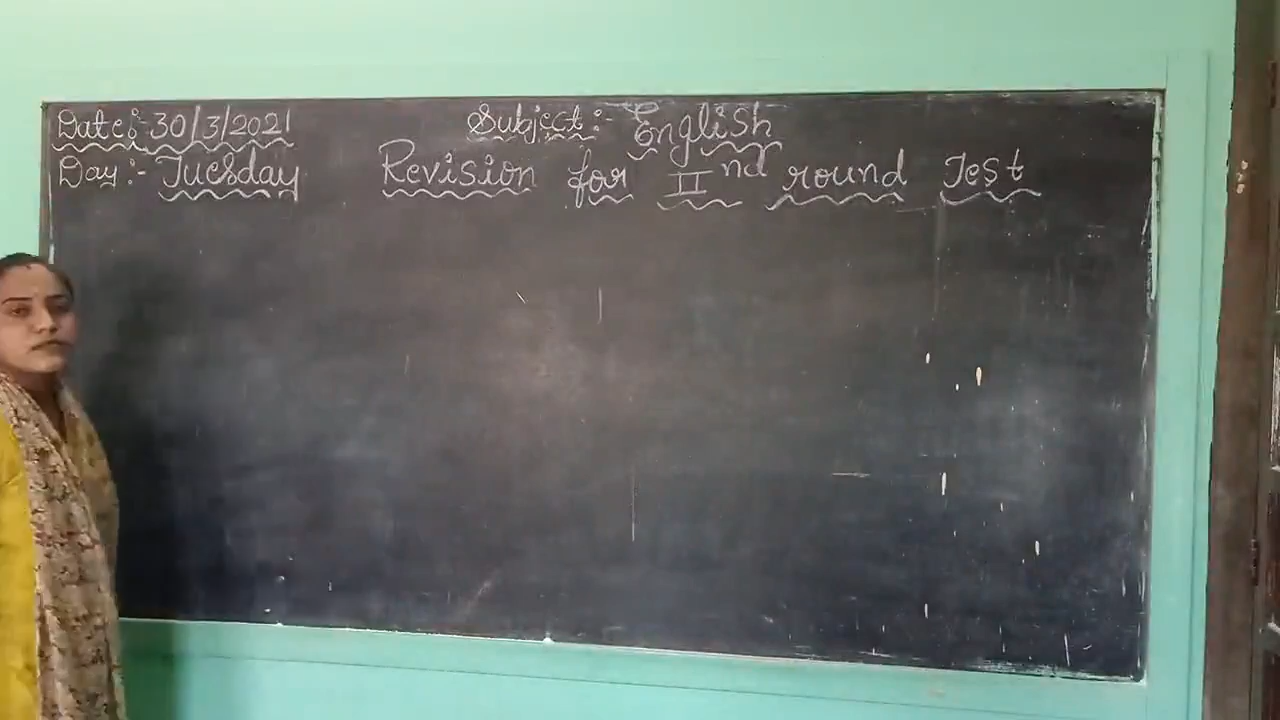 Date:- 30/3/2021
Subject:- English
Day:- Tuesday
Revision for IInd round Test